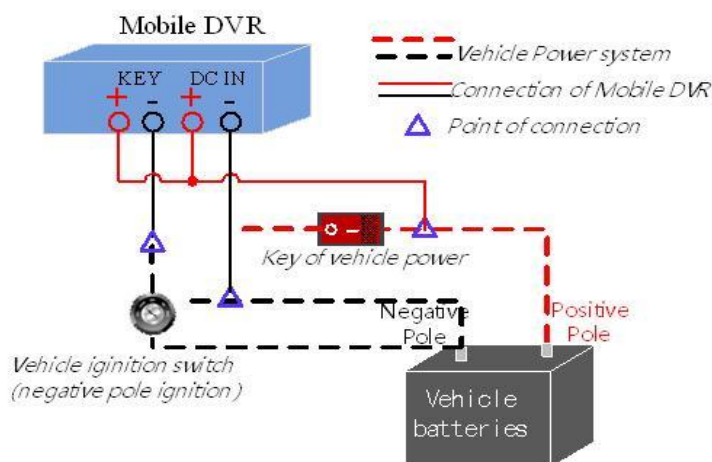 Mobile DVR
KEY DC IN
+ - + -
Vehicle Power system
Connection of Mobile DVR
Point of connection
Key of vehicle power
Negative
Pole
Positive
Pole
Vehicle iginition switch
(negative pole ignition)
Vehicle
batteries